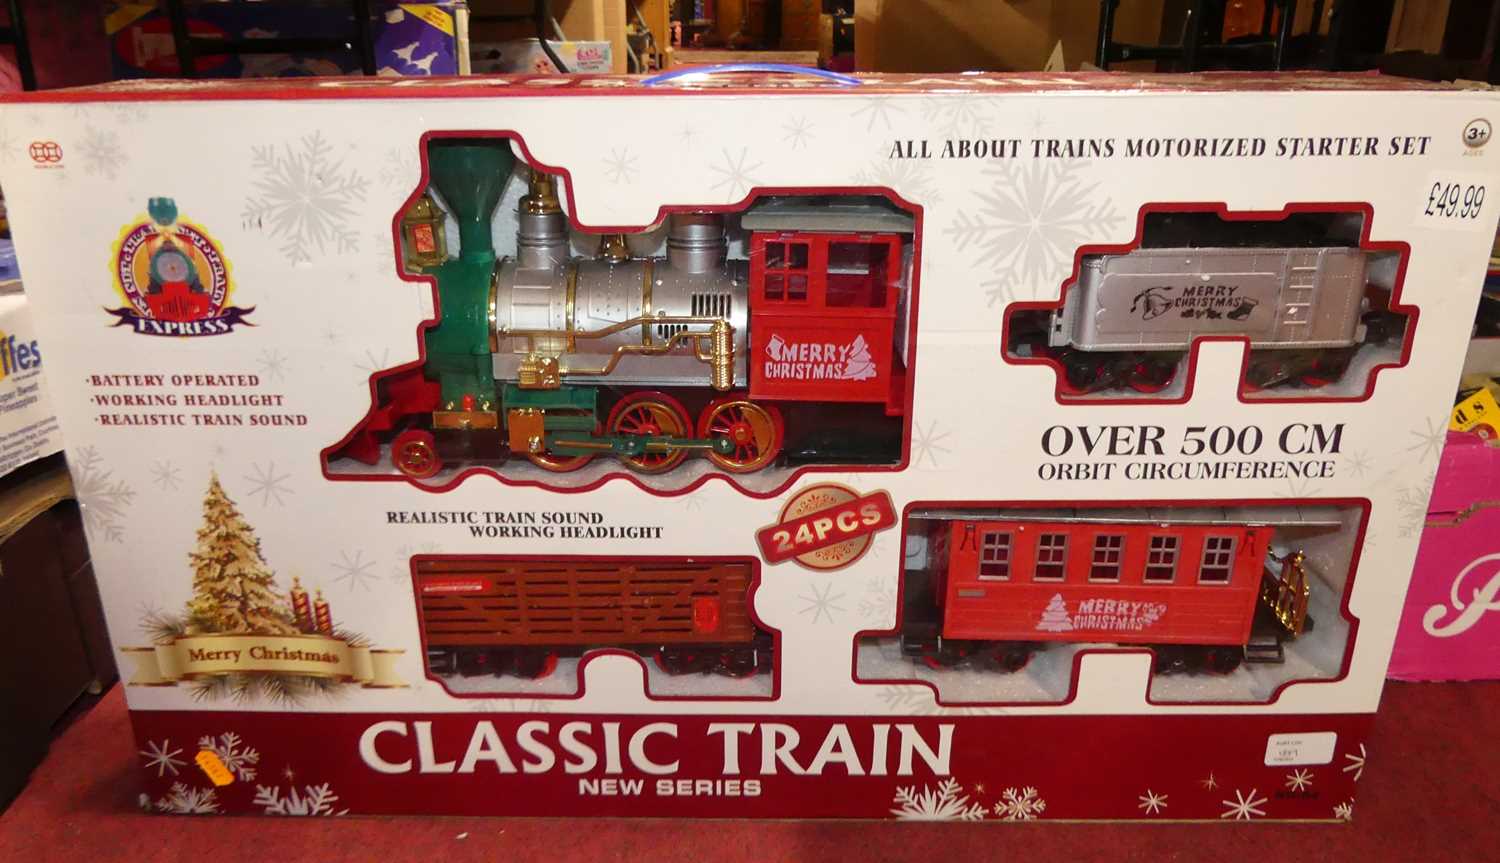 ALL ABOUT TRAINS MOTORIZED STARTER SET
3+
AGES
£49.99
EXPRESS
·BATTERY OPERATED
·WORKING HEADLIGHT
·REALISTIC TRAIN SOUND
MERRY
CHRISTMAS
MERRY
CHRISTMAS
OVER 500 CM
ORBIT CIRCUMFERENCE
REALISTIC TRAIN SOUND
WORKING HEADLIGHT
24PCS
MERRY
CHRISTMAS
Merry Christmas
CLASSIC TRAIN
NEW SERIES
ffes